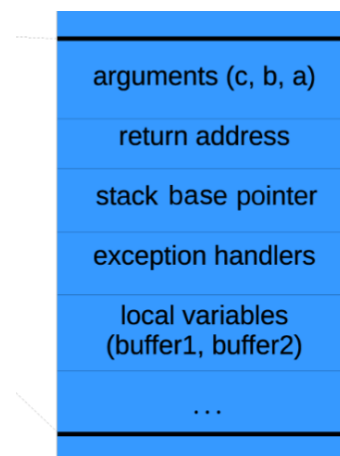 arguments (c, b, a)
return address
stack base pointer
exception handlers
local variables
(buffer1, buffer2)
...